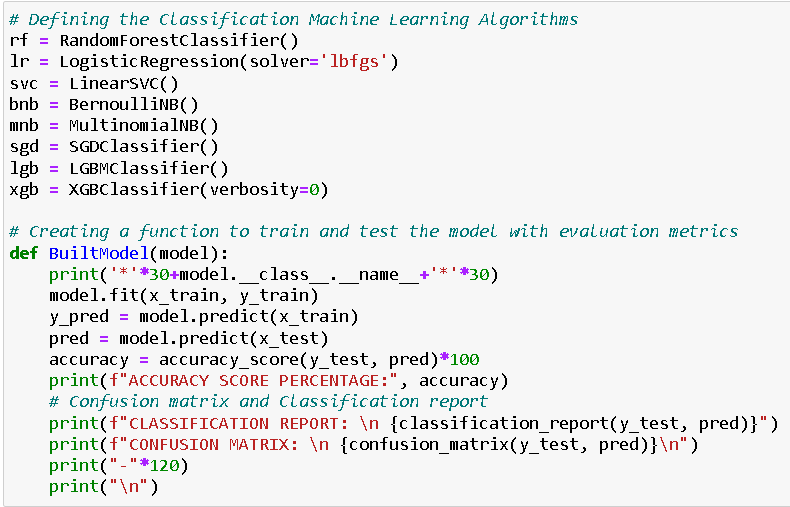 # Defining the Classification Machine Learning Algorithms
rf = RandomForestClassifier()
lr = LogisticRegression(solver='lbfgs')
svc = LinearSVC()
bnb = BernoulliNB()
mnb = MultinomialNB()
sgd = SGDClassifier()
lgb = LGBMClassifier()
xgb = XGBClassifier(verbosity=0)

# Creating a function to train and test the model with evaluation metrics
def BuiltModel(model):
    print('*'*30+model.__class__.__name__+'*'*30)
    model.fit(x_train, y_train)
    y_pred = model.predict(x_train)
    pred = model.predict(x_test)
    accuracy = accuracy_score(y_test, pred)*100
    print(f"ACCURACY SCORE PERCENTAGE:", accuracy)
    # Confusion matrix and Classification report
    print(f"CLASSIFICATION REPORT: \n {classification_report(y_test, pred)}")
    print(f"CONFUSION MATRIX: \n {confusion_matrix(y_test, pred)}\n")
    print("-"*120)
    print("\n")